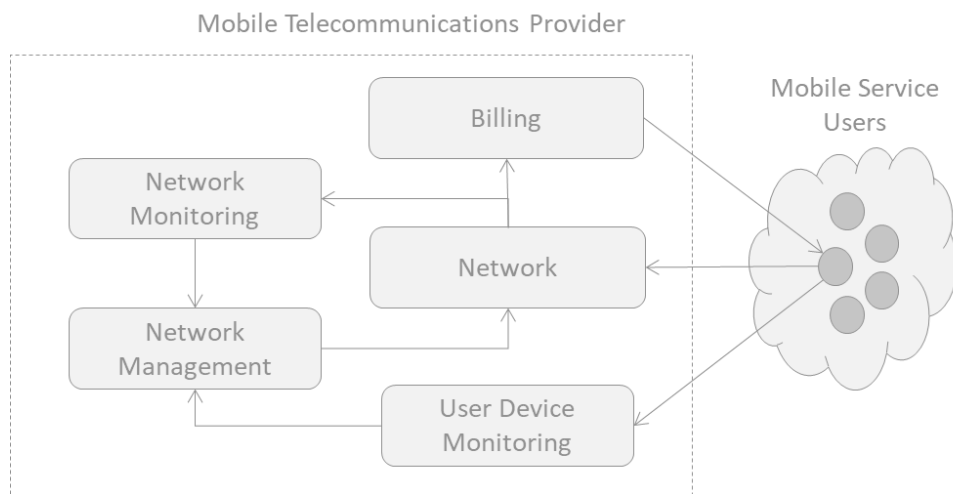 Mobile Telecommunications Provider
Mobile Service
Users
Billing
Network
Monitoring
Network
Network
Management
User Device
Monitoring